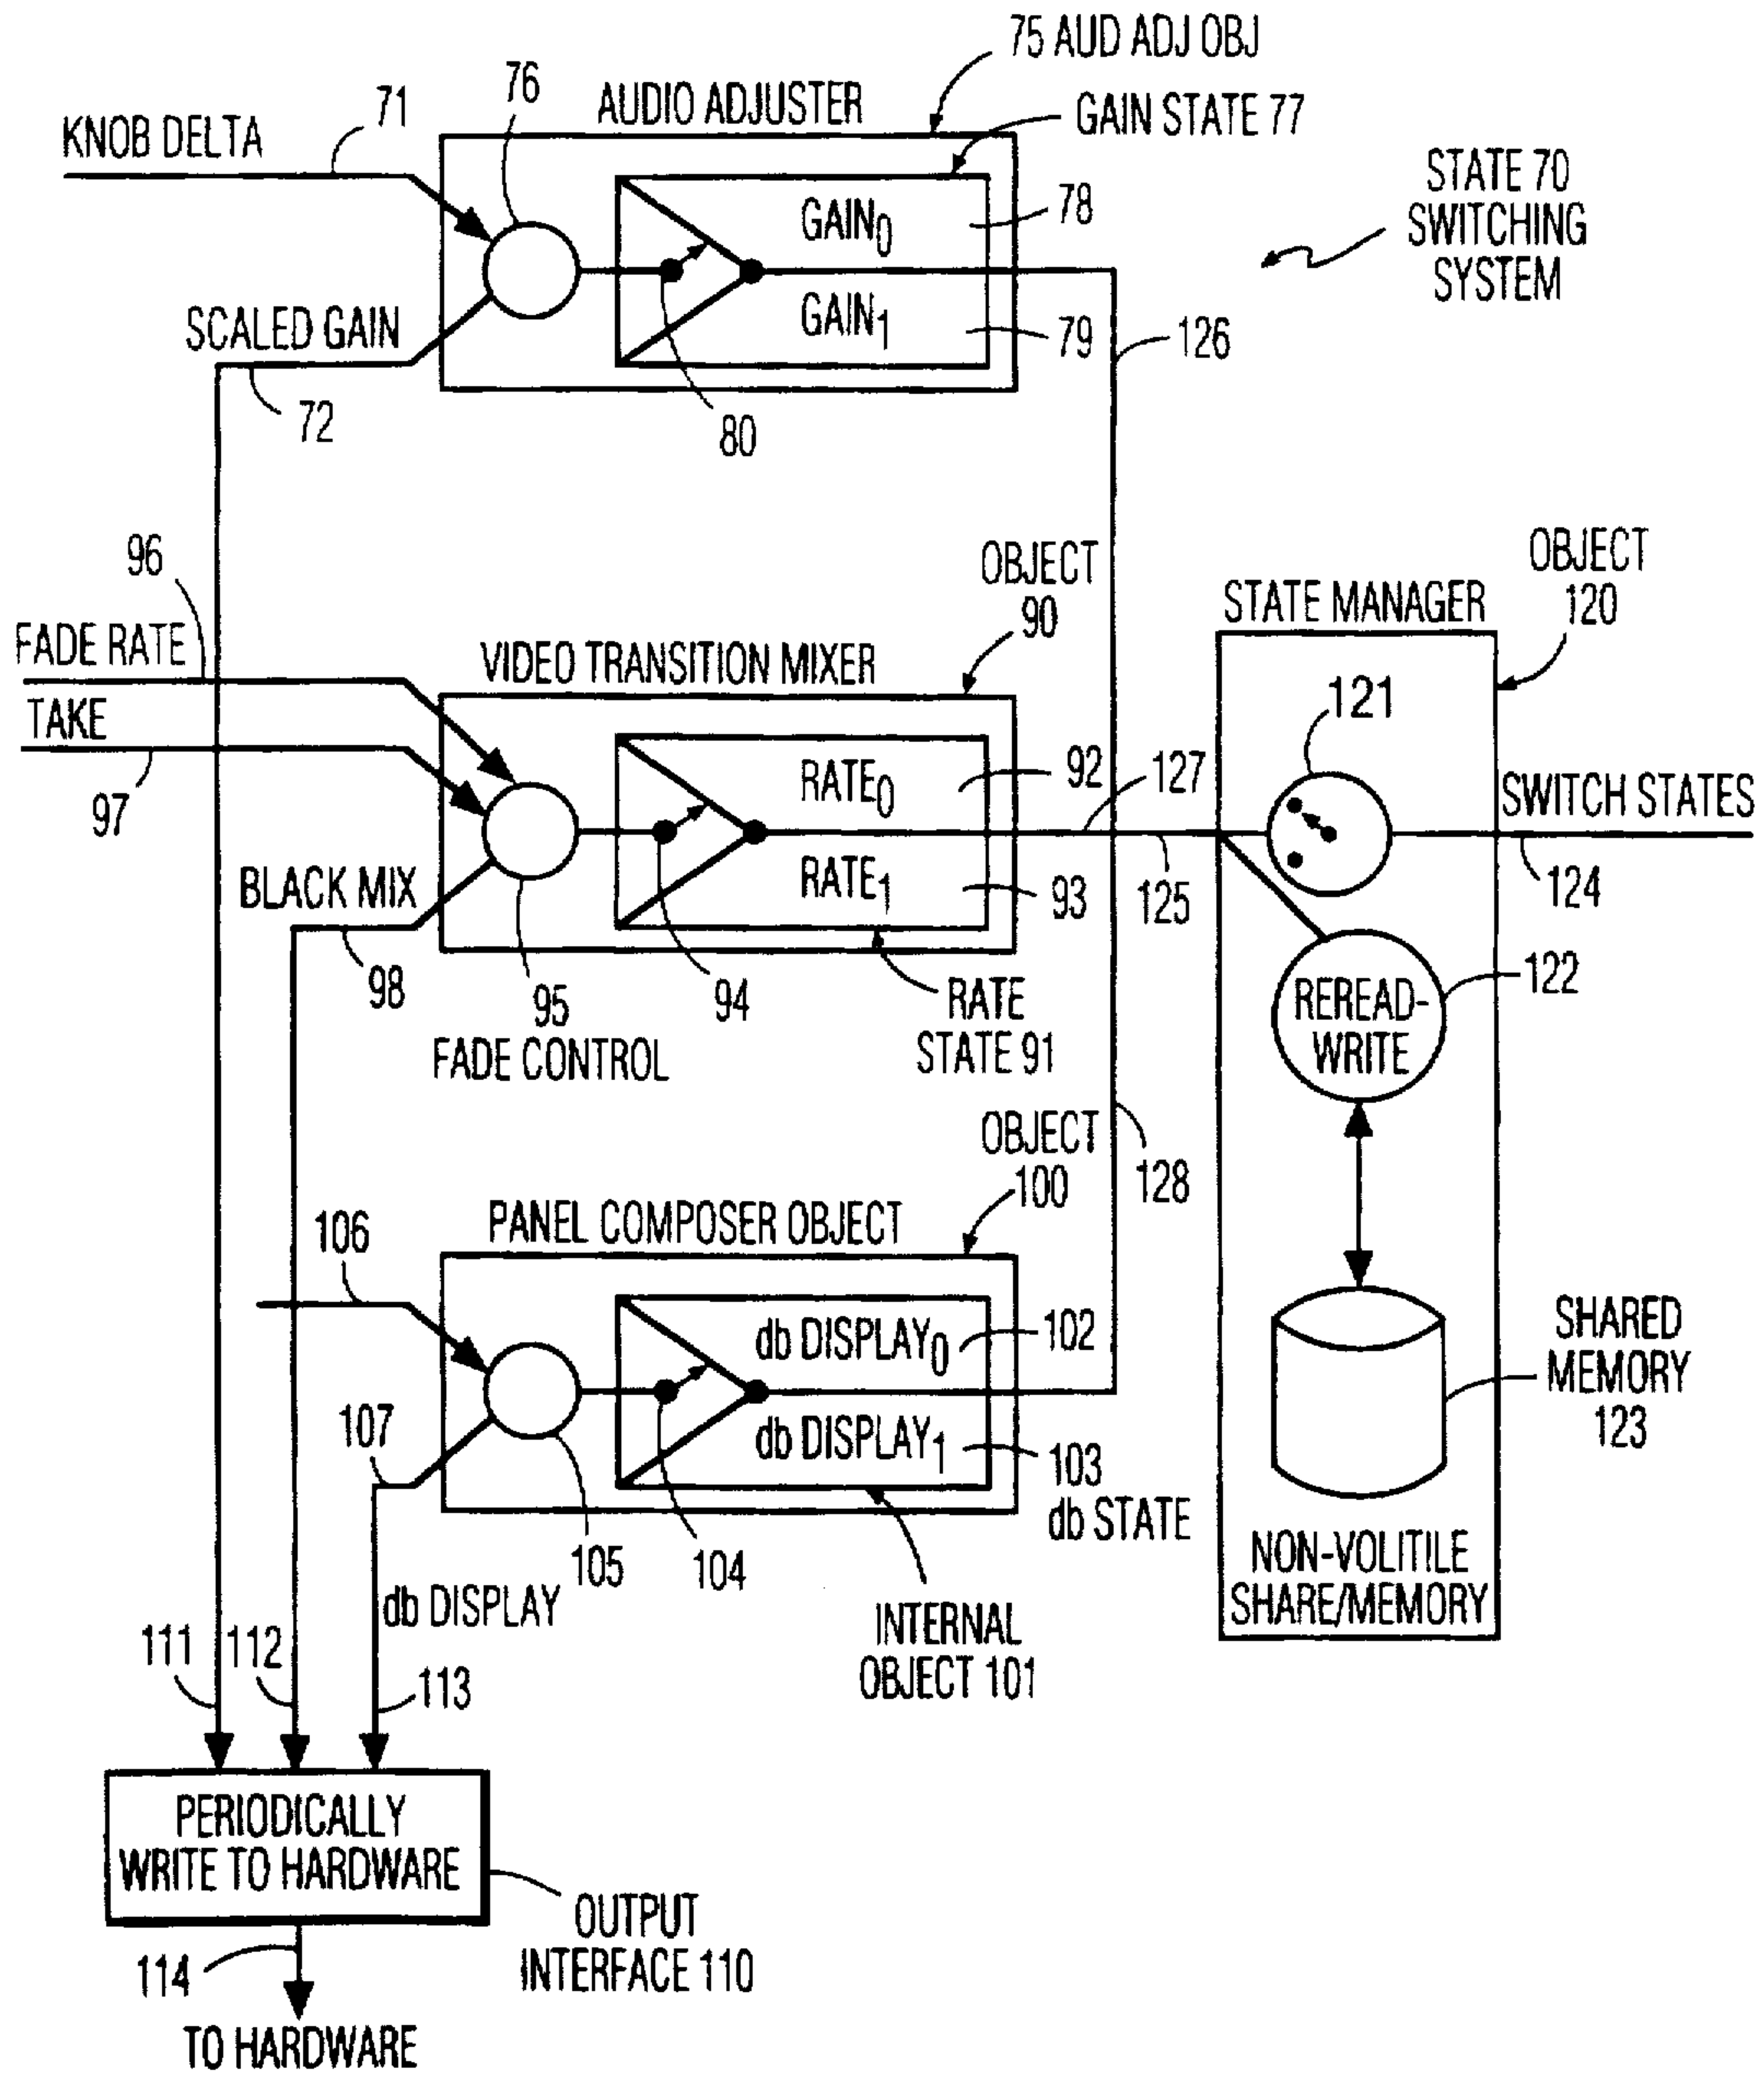 75 AUD ADJ OBJ
AUDIO ADJUSTER
GAIN STATE 77
KNOB DELTA
71
76
STATE 70
SWITCHING
SYSTEM
GAIN0
78
GAIN1
79
SCALED GAIN
72
80
126
96
FADE RATE
TAKE
97
VIDEO TRANSITION MIXER
OBJECT
90
RATE0
92
RATE1
93
BLACK MIX
98
95
FADE CONTROL
94
RATE
STATE 91
127
125
STATE MANAGER
OBJECT
120
121
SWITCH STATES
124
REREAD-
WRITE
122
OBJECT
100
128
PANEL COMPOSER OBJECT
106
db DISPLAY0
102
db DISPLAY1
103
db STATE
107
105
104
SHARED
MEMORY
123
NON-VOLITILE
SHARE/MEMORY
db DISPLAY
INTERNAL
OBJECT 101
111
112
113
PERIODICALLY
WRITE TO HARDWARE
OUTPUT
INTERFACE 110
114
TO HARDWARE